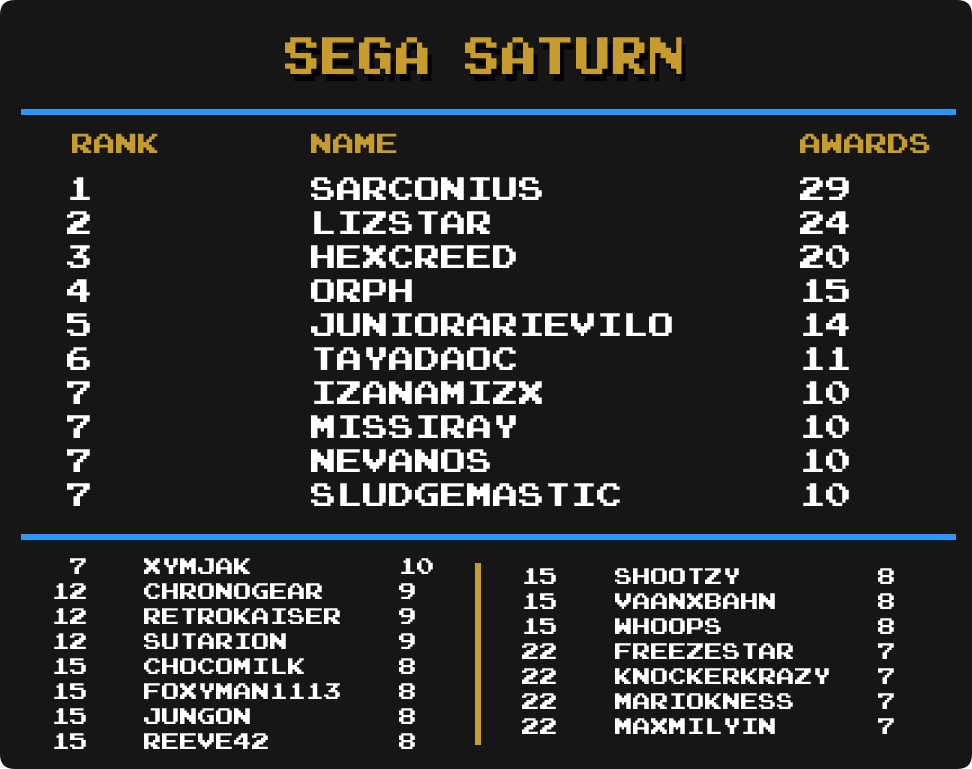 SEGA SATURN
RANK NAME AWARDS
1 SARCONIUS 29
2 LIZSTAR 24
3 HEXCREED 20
4 ORPH 15
5 JUNIORARIEVILO 14
6 TAYADAOC 11
7 IZANAMIZX 10
7 MISSIRAY 10
7 NEVANOS 10
7 SLUDGEMASTIC 10
7 XYMJAK 10
12 CHRONOGEAR 9
12 RETROKAISER 9
12 SUTARION 9
15 CHOCOMILK 8
15 FOXYMAN1113 8
15 JUNGON 8
15 REEVE42 8
15 SHOOTZY 8
15 VAANXBAHN 8
15 WHOOPS 8
22 FREEZESTAR 7
22 KNOCKERKRAZY 7
22 MARIOKNESS 7
22 MAXMILYIN 7